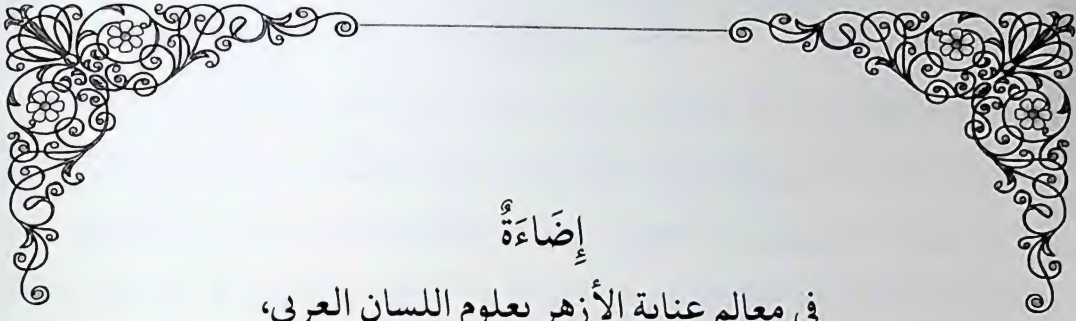 إِضَاءَةٌ
في معالم عناية الأزهر بعلوم اللسان العربي،